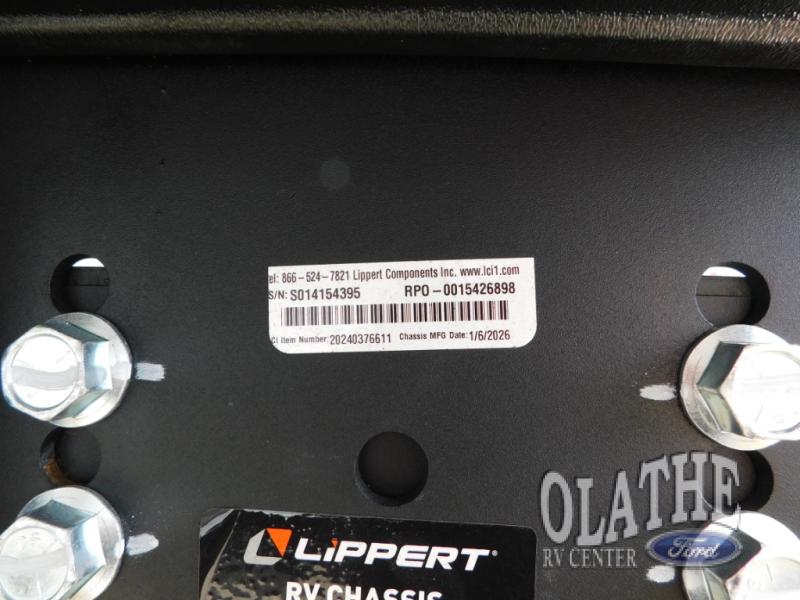 el: 866-524-7821 Lippert Components Inc. www.lci1.com
S/N: S014154395 RPO-0015426898
CI Item Number: 20240376611 Chassis MFG Date: 1/6/2026
LIPPERT®
RV CHASSIS
OLATHE
RV CENTER Ford